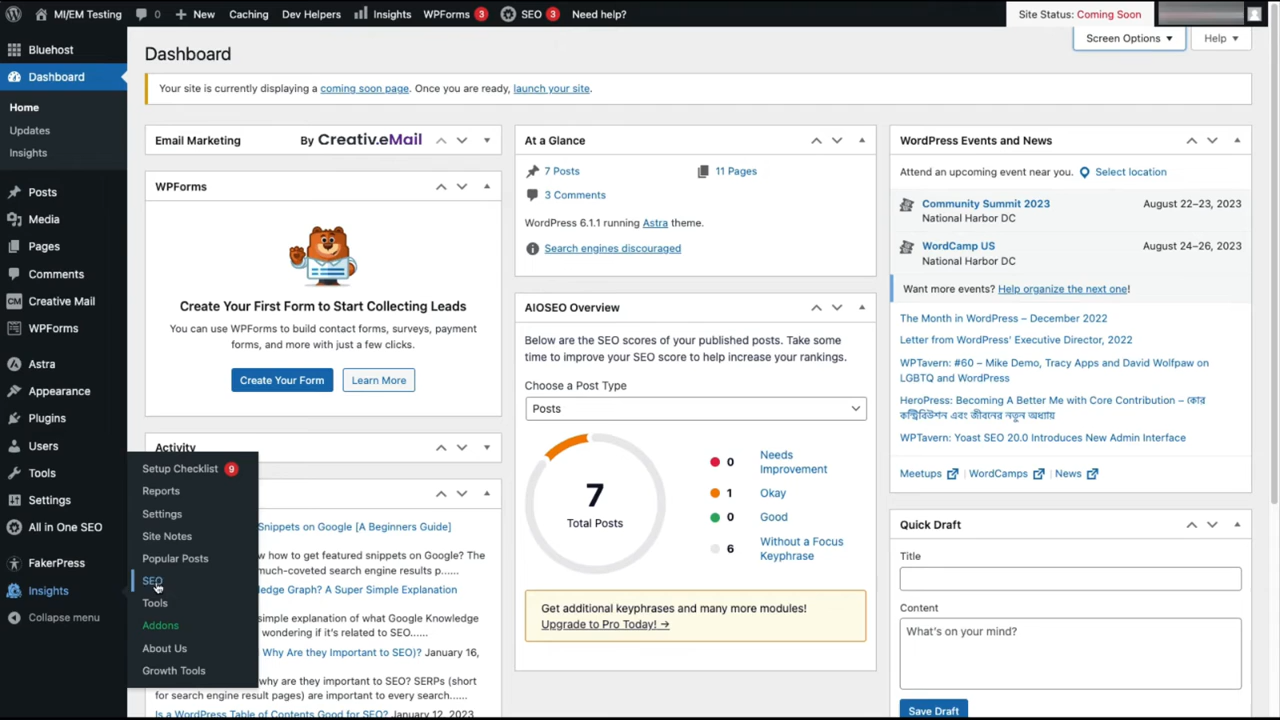 MI/EM Testing
0
New
Caching
Dev Helpers
Insights
WPForms 3
SEO 3
Need help?
Site Status: Coming Soon
Bluehost
Dashboard
Home
Updates
Insights
Posts
Media
Pages
Comments
Creative Mail
WPForms
Astra
Appearance
Plugins
Users
Tools
Settings
All in One SEO
FakerPress
Insights
Collapse menu
Setup Checklist 9
Reports
Settings
Site Notes
Popular Posts
SEO
Tools
Addons
About Us
Growth Tools
Dashboard
Screen Options
Help
Your site is currently displaying a coming soon page. Once you are ready, launch your site.
Email Marketing By Creative.eMail
WPForms
Create Your First Form to Start Collecting Leads
You can use WPForms to build contact forms, surveys, payment
forms, and more with just a few clicks.
Create Your Form
Learn More
Activity
Snippets on Google [A Beginners Guide]
how to get featured snippets on Google? The
much-coveted search engine results p......
ledge Graph? A Super Simple Explanation
simple explanation of what Google Knowledge
wondering if it's related to SEO......
Why Are they Important to SEO)? January 16,
why are they important to SEO? SERPs (short
for search engine result pages) are important to every search......
Is a WordPress Table of Contents Good for SEO? January 12, 2023
At a Glance
7 Posts
11 Pages
3 Comments
WordPress 6.1.1 running Astra theme.
Search engines discouraged
AIOSEO Overview
Below are the SEO scores of your published posts. Take some
time to improve your SEO score to help increase your rankings.
Choose a Post Type
Posts
7
Total Posts
0 Needs
Improvement
1 Okay
0 Good
6 Without a Focus
Keyphrase
Get additional keyphrases and many more modules!
Upgrade to Pro Today! →
WordPress Events and News
Attend an upcoming event near you. Select location
Community Summit 2023 August 22–23, 2023
National Harbor DC
WordCamp US August 24–26, 2023
National Harbor DC
Want more events? Help organize the next one!
The Month in WordPress – December 2022
Letter from WordPress' Executive Director, 2022
WPTavern: #60 – Mike Demo, Tracy Apps and David Wolfpaw on
LGBTQ and WordPress
HeroPress: Becoming A Better Me with Core Contribution – কোর
কন্ট্রিবিউশন এবং জীবনের নতুন অধ্যায়
WPTavern: Yoast SEO 20.0 Introduces New Admin Interface
Meetups
WordCamps
News
Quick Draft
Title
Content
What's on your mind?
Save Draft